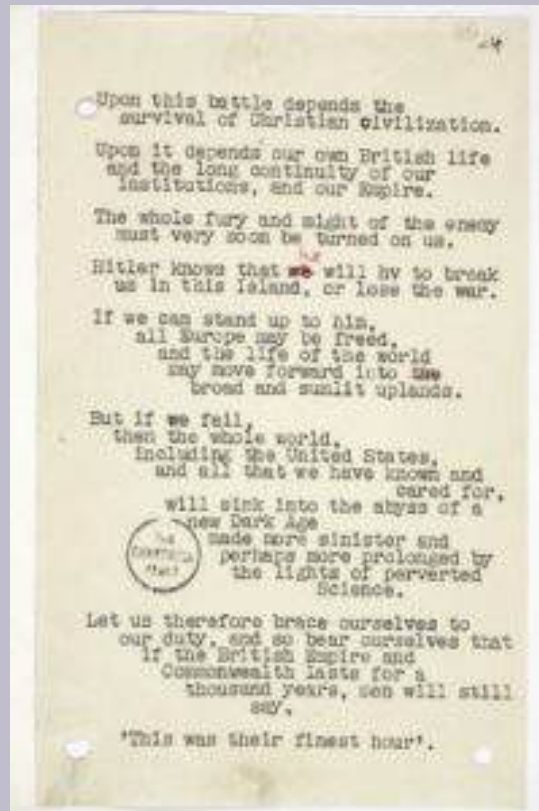 24
Upon this battle depends the
survival of Christian civilization.
Upon it depends our own British life
and the long continuity of our
institutions, and our Empire.
The whole fury and might of the enemy
must very soon be turned on us.
he
Hitler knows that we will hv to break
us in this Island, or lose the war.
If we can stand up to him,
all Europe may be freed,
and the life of the world
may move forward into the
broad and sunlit uplands.
But if we fail,
then the whole world,
including the United States,
and all that we have known and
cared for,
will sink into the abyss of a
new Dark Age
made more sinister and
perhaps more prolonged by
the lights of perverted
Science.
THE
CHARTWELL
TRUST
Let us therefore brace ourselves to
our duty, and so bear ourselves that
if the British Empire and
Commonwealth lasts for a
thousand years, men will still
say,
'This was their finest hour'.